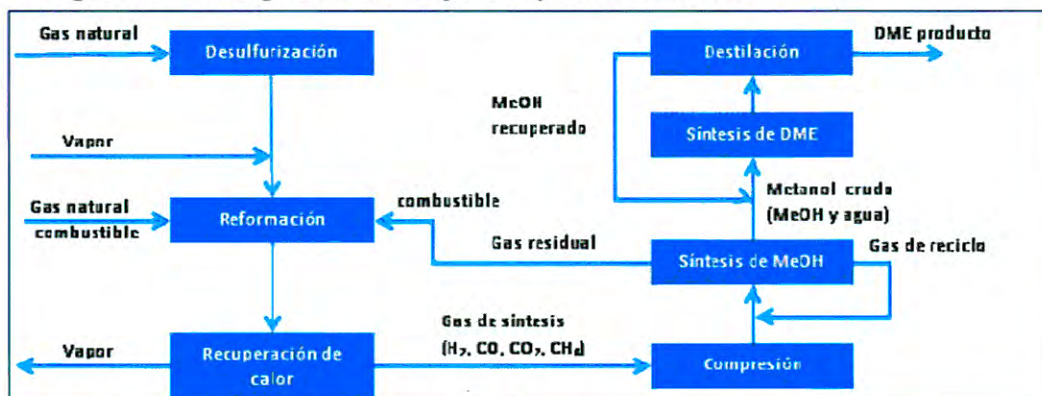 Gas natural
Desulfurización
Vapor
Gas natural
combustible
Reformación
Vapor
Recuperación de
calor
Gas de síntesis
(H₂, CO, CO₂, CH₄)
Compresión
combustible
Gas residual
Síntesis de MeOH
Gas de reciclo
Metanol crudo
(MeOH y agua)
Síntesis de DME
MeOH
recuperado
Destilación
DME producto